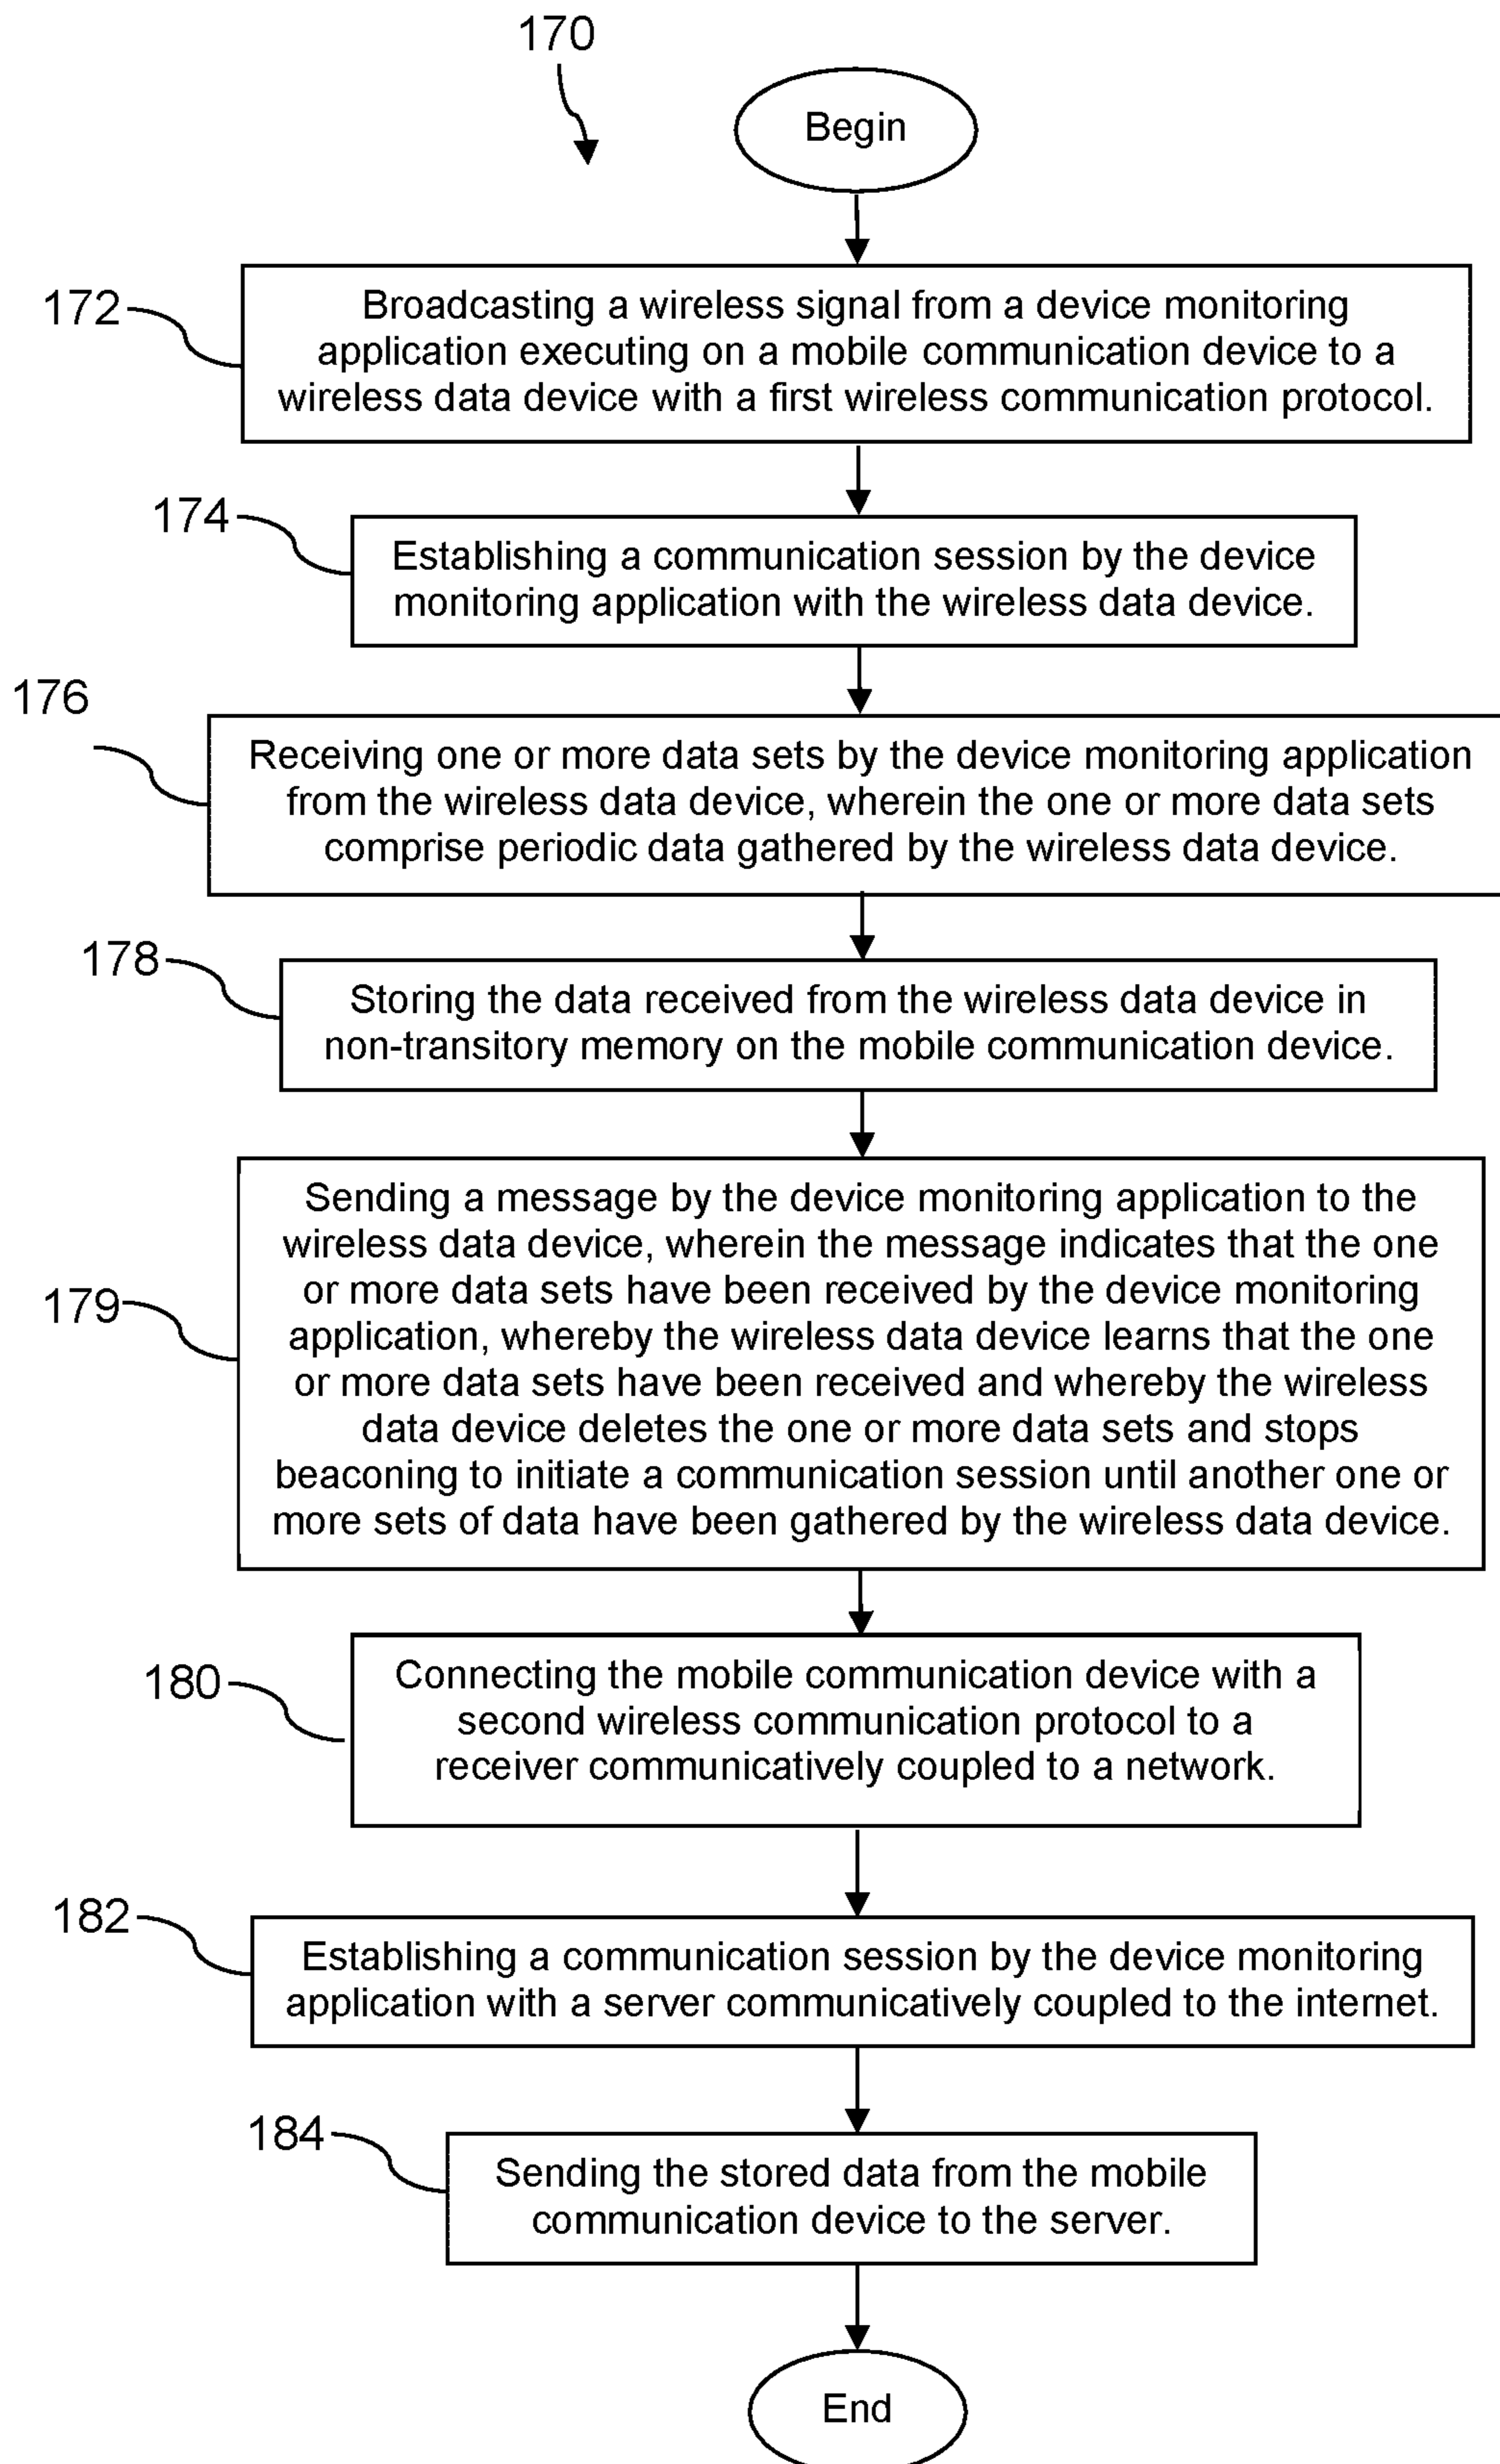 170
Begin
172
Broadcasting a wireless signal from a device monitoring
application executing on a mobile communication device to a
wireless data device with a first wireless communication protocol.
174
Establishing a communication session by the device
monitoring application with the wireless data device.
176
Receiving one or more data sets by the device monitoring application
from the wireless data device, wherein the one or more data sets
comprise periodic data gathered by the wireless data device.
178
Storing the data received from the wireless data device in
non-transitory memory on the mobile communication device.
179
Sending a message by the device monitoring application to the
wireless data device, wherein the message indicates that the one
or more data sets have been received by the device monitoring
application, whereby the wireless data device learns that the one
or more data sets have been received and whereby the wireless
data device deletes the one or more data sets and stops
beaconing to initiate a communication session until another one or
more sets of data have been gathered by the wireless data device.
180
Connecting the mobile communication device with a
second wireless communication protocol to a
receiver communicatively coupled to a network.
182
Establishing a communication session by the device monitoring
application with a server communicatively coupled to the internet.
184
Sending the stored data from the mobile
communication device to the server.
End